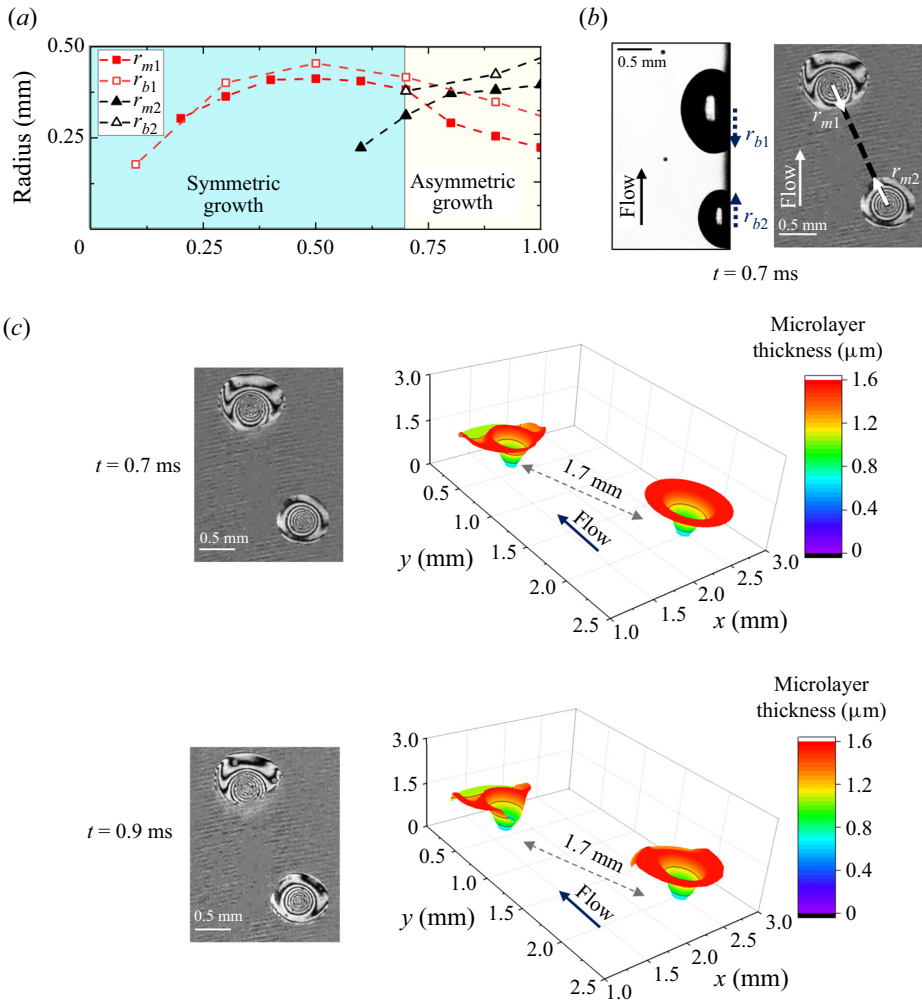 (a)
0.50
0.25
0
Radius (mm)
r_m1
r_b1
r_m2
r_b2
Symmetric
growth
Asymmetric
growth
0
0.25
0.50
0.75
1.00
(b)
0.5 mm
Flow
r_b1
r_b2
r_m1
r_m2
Flow
0.5 mm
t = 0.7 ms
(c)
t = 0.7 ms
0.5 mm
3.0
1.5
0
0.5
1.0
1.5
2.0
2.5
y (mm)
1.7 mm
Flow
1.0
1.5
2.0
2.5
3.0
x (mm)
Microlayer
thickness (μm)
1.6
1.2
0.8
0.4
0
t = 0.9 ms
0.5 mm
3.0
1.5
0
0.5
1.0
1.5
2.0
2.5
y (mm)
1.7 mm
Flow
1.0
1.5
2.0
2.5
3.0
x (mm)
Microlayer
thickness (μm)
1.6
1.2
0.8
0.4
0